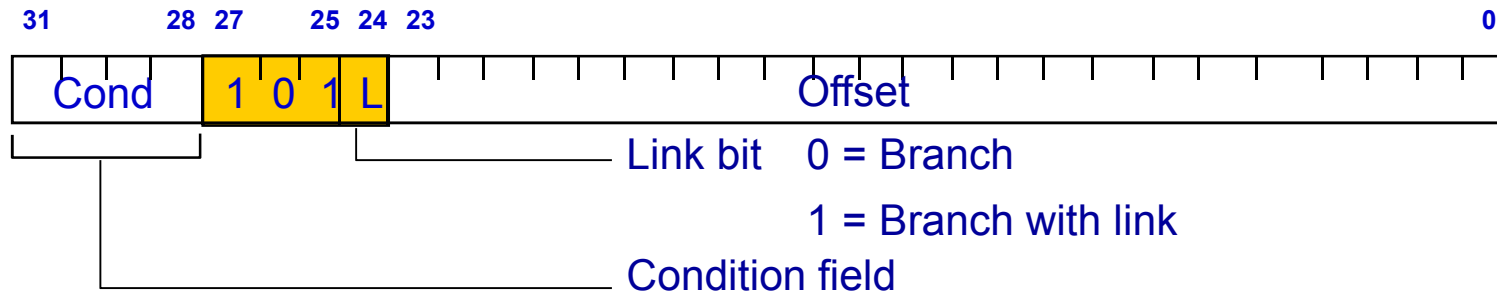 31 28 27 25 24 23 0
Cond 1 0 1 L Offset
Link bit 0 = Branch
1 = Branch with link
Condition field